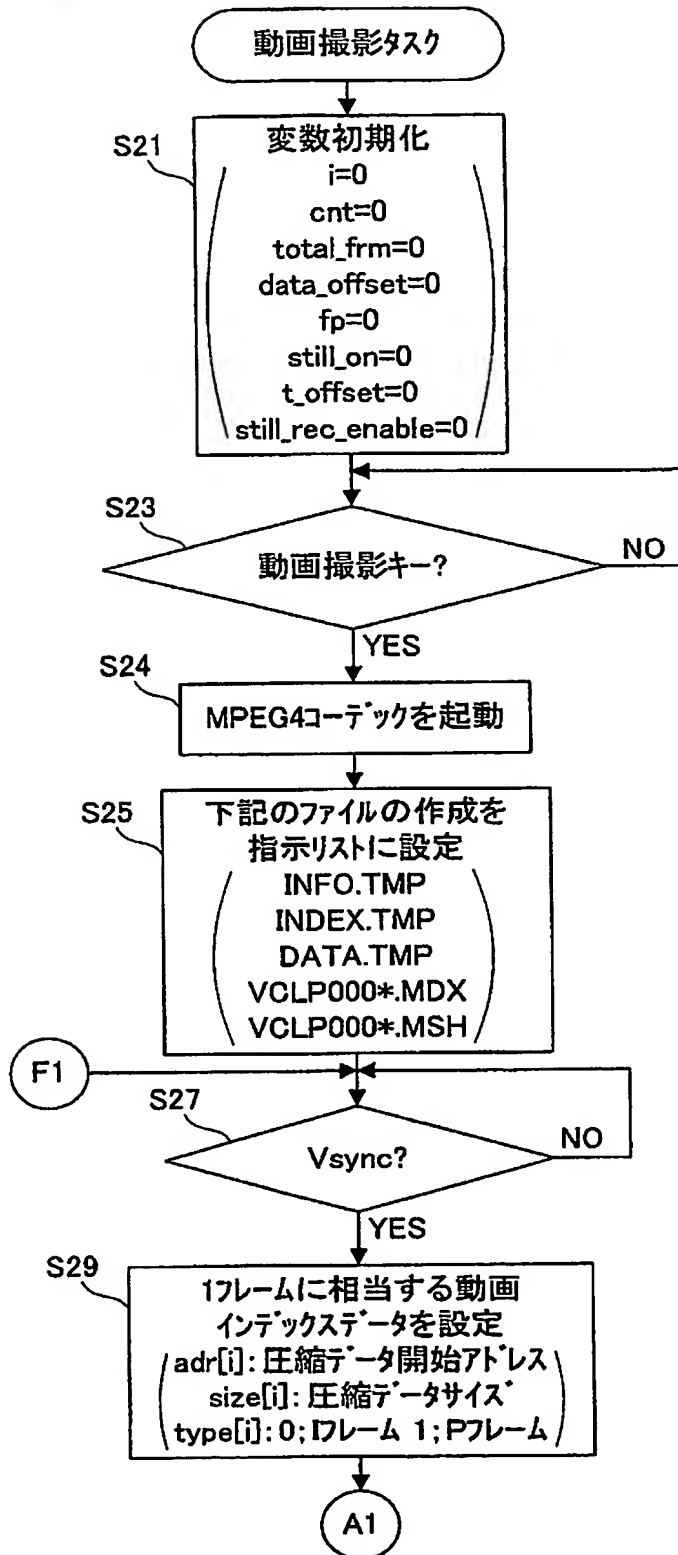 動画撮影タスク
S21
変数初期化
i=0
cnt=0
total_frm=0
data_offset=0
fp=0
still_on=0
t_offset=0
still_rec_enable=0
S23
動画撮影キー?
NO
YES
S24
MPEG4コーデックを起動
S25
下記のファイルの作成を
指示リストに設定
INFO.TMP
INDEX.TMP
DATA.TMP
VCLP000*.MDX
VCLP000*.MSH
F1
S27
Vsync?
NO
YES
S29
1フレームに相当する動画
インデックスデータを設定
adr[i]:圧縮データ開始アドレス
size[i]:圧縮データサイズ
type[i]:0;Iフレーム 1;Pフレーム
A1